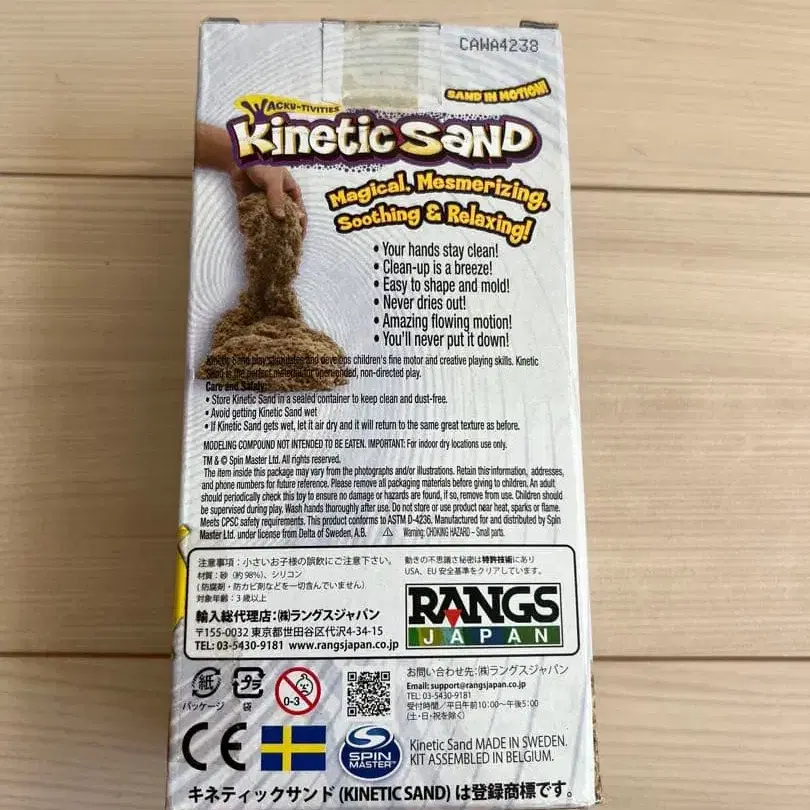 CAWA4238
WACKY-TIVITIES
SAND IN MOTION!
Kinetic SAND
Magical, Mesmerizing,
Soothing & Relaxing!
• Your hands stay clean!
• Clean-up is a breeze!
• Easy to shape and mold!
• Never dries out!
• Amazing flowing motion!
• You'll never put it down!
Kinetic Sand play stimulates and develops children's fine motor and creative playing skills. Kinetic
Sand is the perfect material for open-ended, non-directed play.
Care and Safety:
• Store Kinetic Sand in a sealed container to keep clean and dust-free.
• Avoid getting Kinetic Sand wet
• If Kinetic Sand gets wet, let it air dry and it will return to the same great texture as before.
MODELING COMPOUND NOT INTENDED TO BE EATEN. IMPORTANT: For indoor dry locations use only.
TM & © Spin Master Ltd. All rights reserved.
The item inside this package may vary from the photographs and/or illustrations. Retain this information, addresses,
and phone numbers for future reference. Please remove all packaging materials before giving to children. An adult
should periodically check this toy to ensure no damage or hazards are found, if so, remove from use. Children should
be supervised during play. Wash hands thoroughly after use. Do not store or use product near heat, sparks or flame.
Meets CPSC safety requirements. This product conforms to ASTM D-4236. Manufactured for and distributed by Spin
Master Ltd. under license from Delta of Sweden, A.B. ⚠ Warning: CHOKING HAZARD – Small parts.
注意事項：小さいお子様の誤飲にご注意下さい。
材質：砂（約98%）、シリコン
（防腐剤・防カビ剤などを一切含んでいません）
対象年齢：3歳以上
動きの不思議さ秘密は特許技術にあり
USA、EU 安全基準をクリアしています。
輸入総代理店：㈱ラングスジャパン
〒155-0032 東京都世田谷区代沢4-34-15
TEL: 03-5430-9181 www.rangsjapan.co.jp
RANGS
JAPAN
紙
パッケージ
プラ
袋
0-3
お問い合わせ先：㈱ラングスジャパン
Email: support@rangsjapan.co.jp
TEL: 03-5430-9181
受付時間／平日午前10：00〜午後5：00
（土・日・祝を除く）
CE
SPIN
MASTER™
Kinetic Sand MADE IN SWEDEN.
KIT ASSEMBLED IN BELGIUM.
キネティックサンド (KINETIC SAND) は登録商標です。